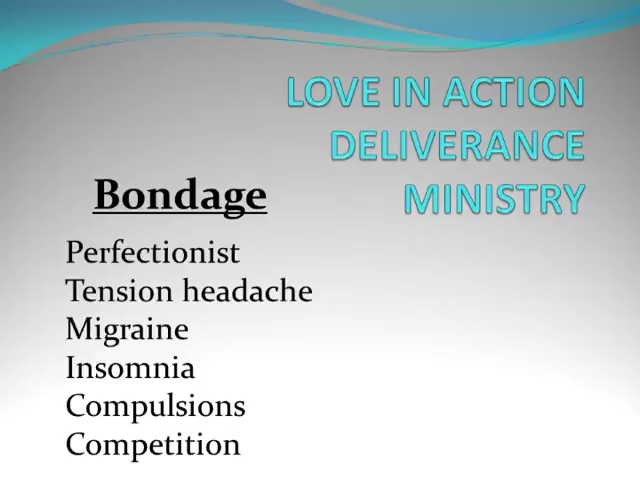 LOVE IN ACTION
DELIVERANCE
MINISTRY
Bondage
Perfectionist
Tension headache
Migraine
Insomnia
Compulsions
Competition